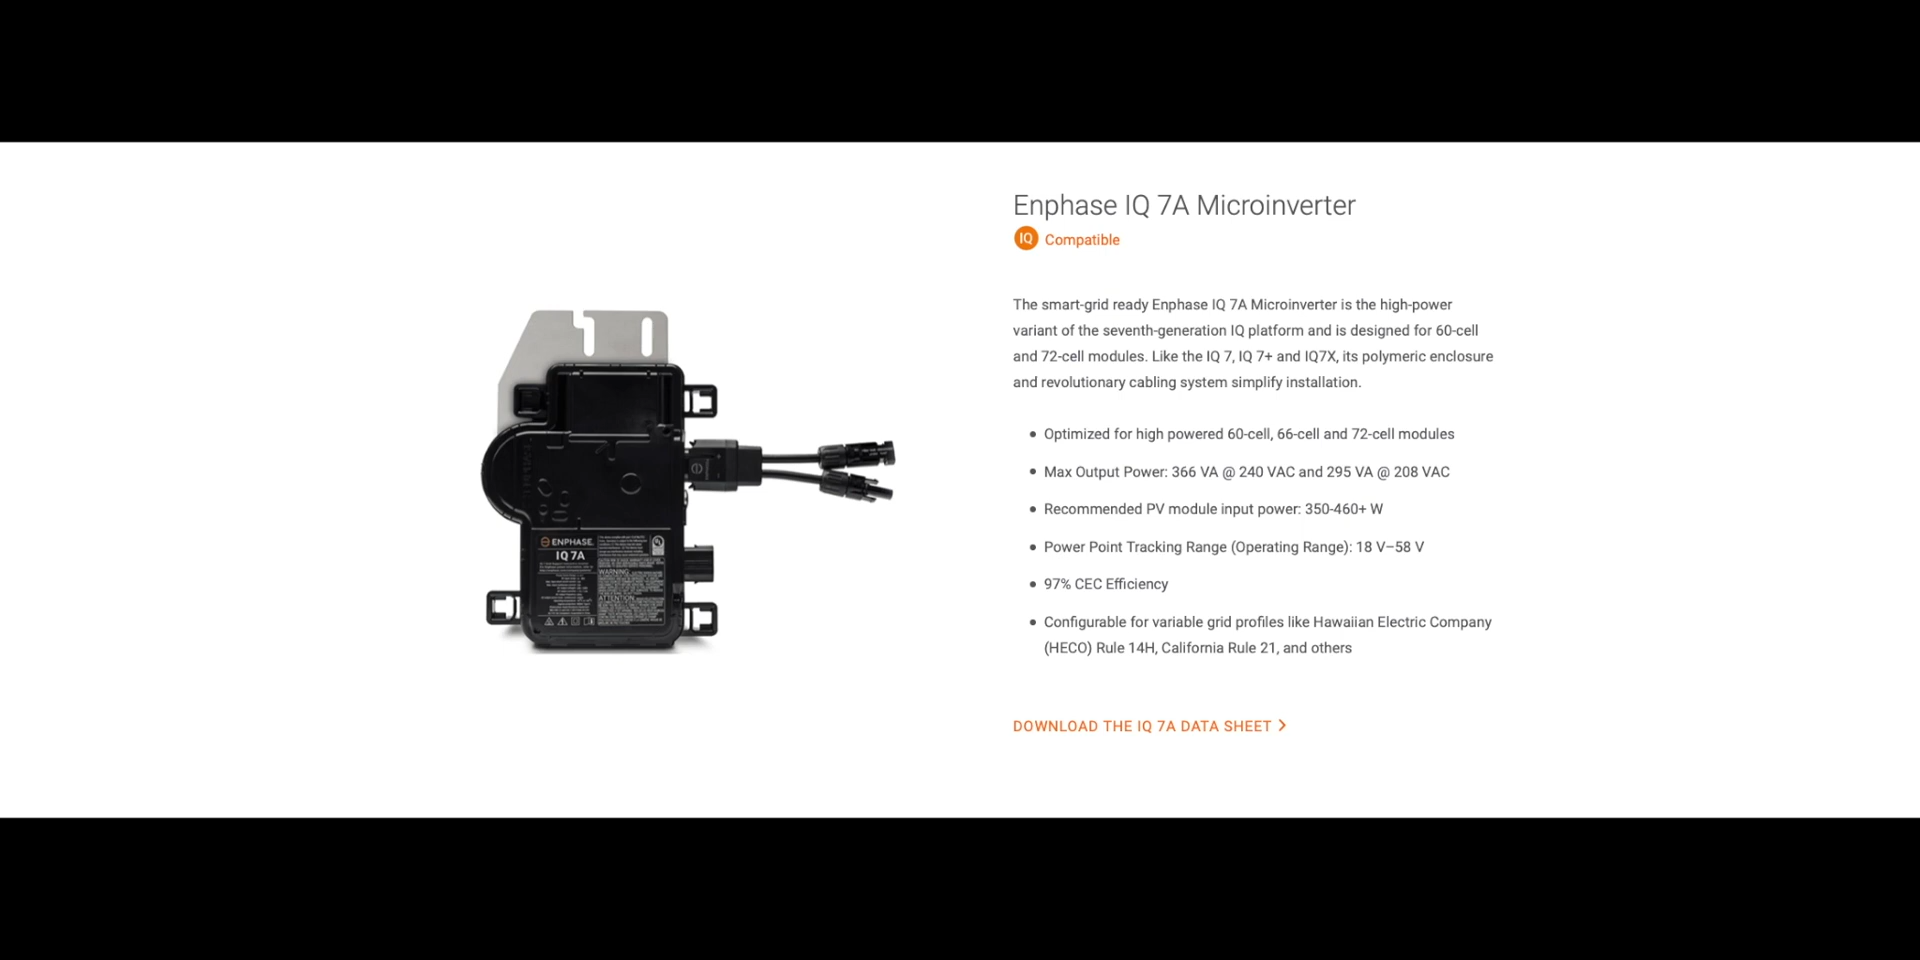 Enphase IQ 7A Microinverter
IQ Compatible
The smart-grid ready Enphase IQ 7A Microinverter is the high-power
variant of the seventh-generation IQ platform and is designed for 60-cell
and 72-cell modules. Like the IQ 7, IQ 7+ and IQ7X, its polymeric enclosure
and revolutionary cabling system simplify installation.
• Optimized for high powered 60-cell, 66-cell and 72-cell modules
• Max Output Power: 366 VA @ 240 VAC and 295 VA @ 208 VAC
• Recommended PV module input power: 350-460+ W
• Power Point Tracking Range (Operating Range): 18 V–58 V
• 97% CEC Efficiency
• Configurable for variable grid profiles like Hawaiian Electric Company
(HECO) Rule 14H, California Rule 21, and others
DOWNLOAD THE IQ 7A DATA SHEET >
ENPHASE
IQ 7A
WARNING
ATTENTION